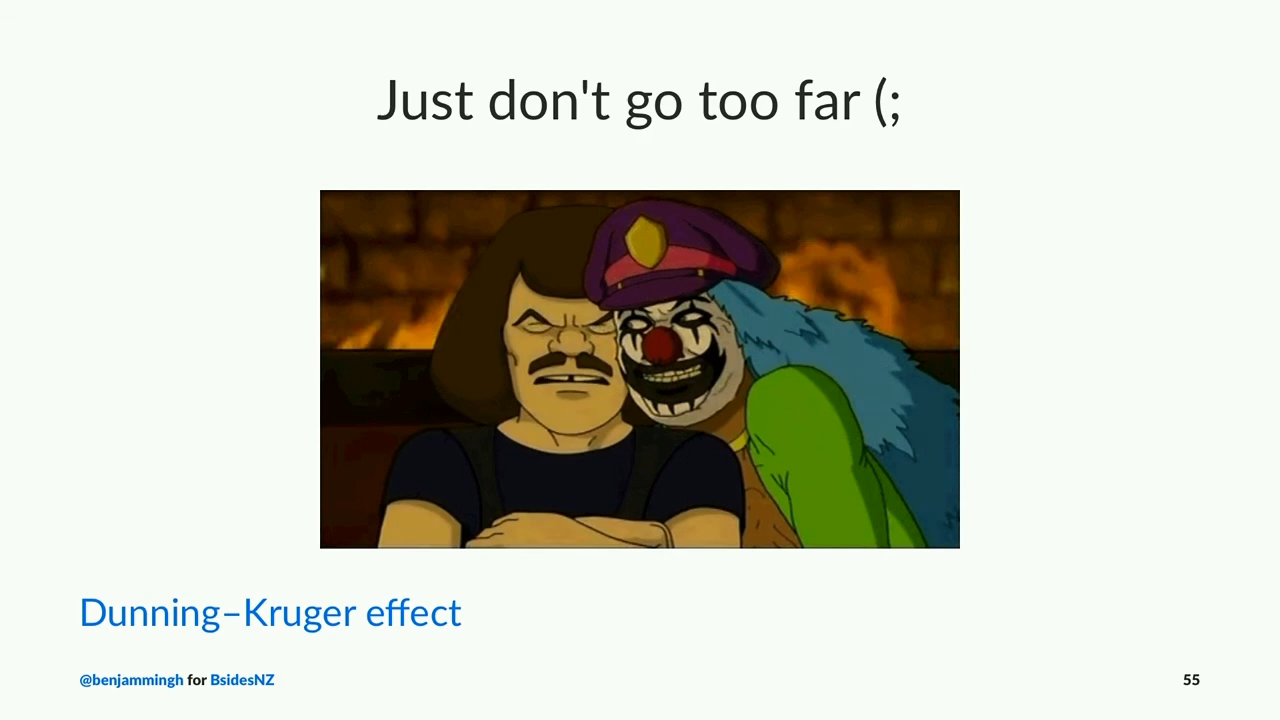 Just don't go too far (;
Dunning–Kruger effect
@benjammingh for BsidesNZ
55